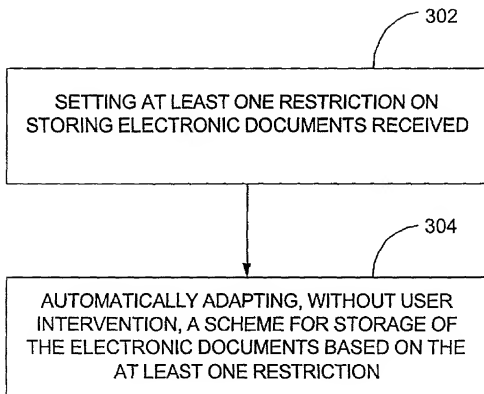 302
SETTING AT LEAST ONE RESTRICTION ON
STORING ELECTRONIC DOCUMENTS RECEIVED
304
AUTOMATICALLY ADAPTING, WITHOUT USER
INTERVENTION, A SCHEME FOR STORAGE OF
THE ELECTRONIC DOCUMENTS BASED ON THE
AT LEAST ONE RESTRICTION